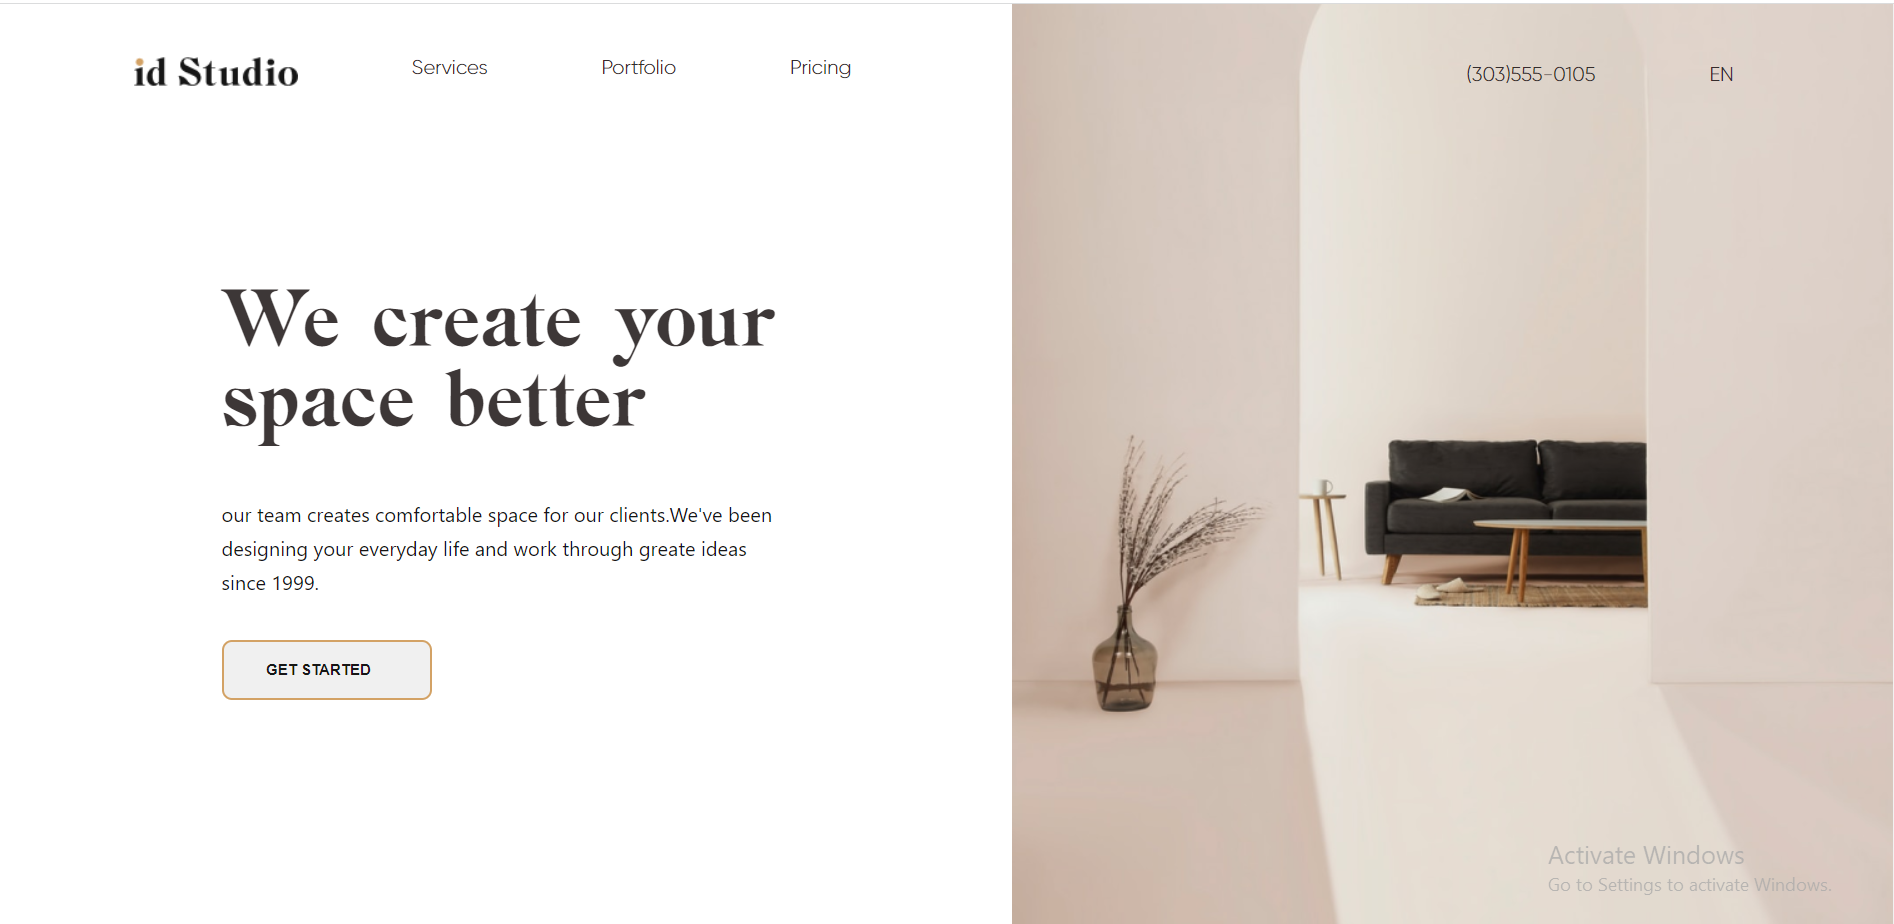 id Studio
Services
Portfolio
Pricing
(303)555-0105
EN
We create your
space better
our team creates comfortable space for our clients.We've been
designing your everyday life and work through greate ideas
since 1999.
GET STARTED
Activate Windows
Go to Settings to activate Windows.